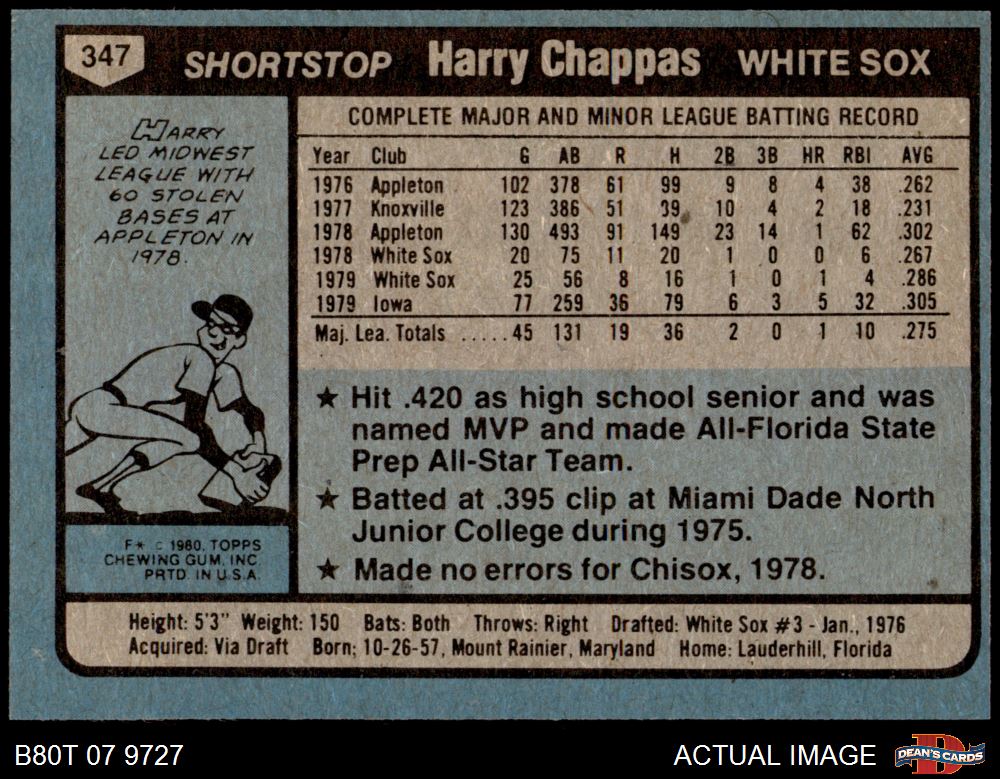 347
SHORTSTOP Harry Chappas WHITE SOX
HARRY
LED MIDWEST
LEAGUE WITH
60 STOLEN
BASES AT
APPLETON IN
1978.
F* © 1980. TOPPS
CHEWING GUM, INC.
PRTD. IN U.S.A.
COMPLETE MAJOR AND MINOR LEAGUE BATTING RECORD
Year Club G AB R H 2B 3B HR RBI AVG
1976 Appleton 102 378 61 99 9 8 4 38 .262
1977 Knoxville 123 386 51 39 10 4 2 18 .231
1978 Appleton 130 493 91 149 23 14 1 62 .302
1978 White Sox 20 75 11 20 1 0 0 6 .267
1979 White Sox 25 56 8 16 1 0 1 4 .286
1979 Iowa 77 259 36 79 6 3 5 32 .305
Maj. Lea. Totals .....45 131 19 36 2 0 1 10 .275
★ Hit .420 as high school senior and was
named MVP and made All-Florida State
Prep All-Star Team.
★ Batted at .395 clip at Miami Dade North
Junior College during 1975.
★ Made no errors for Chisox, 1978.
Height: 5'3" Weight: 150 Bats: Both Throws: Right Drafted: White Sox #3 - Jan., 1976
Acquired: Via Draft Born: 10-26-57, Mount Rainier, Maryland Home: Lauderhill, Florida
B80T 07 9727 ACTUAL IMAGE
D
DEAN'S CARDS